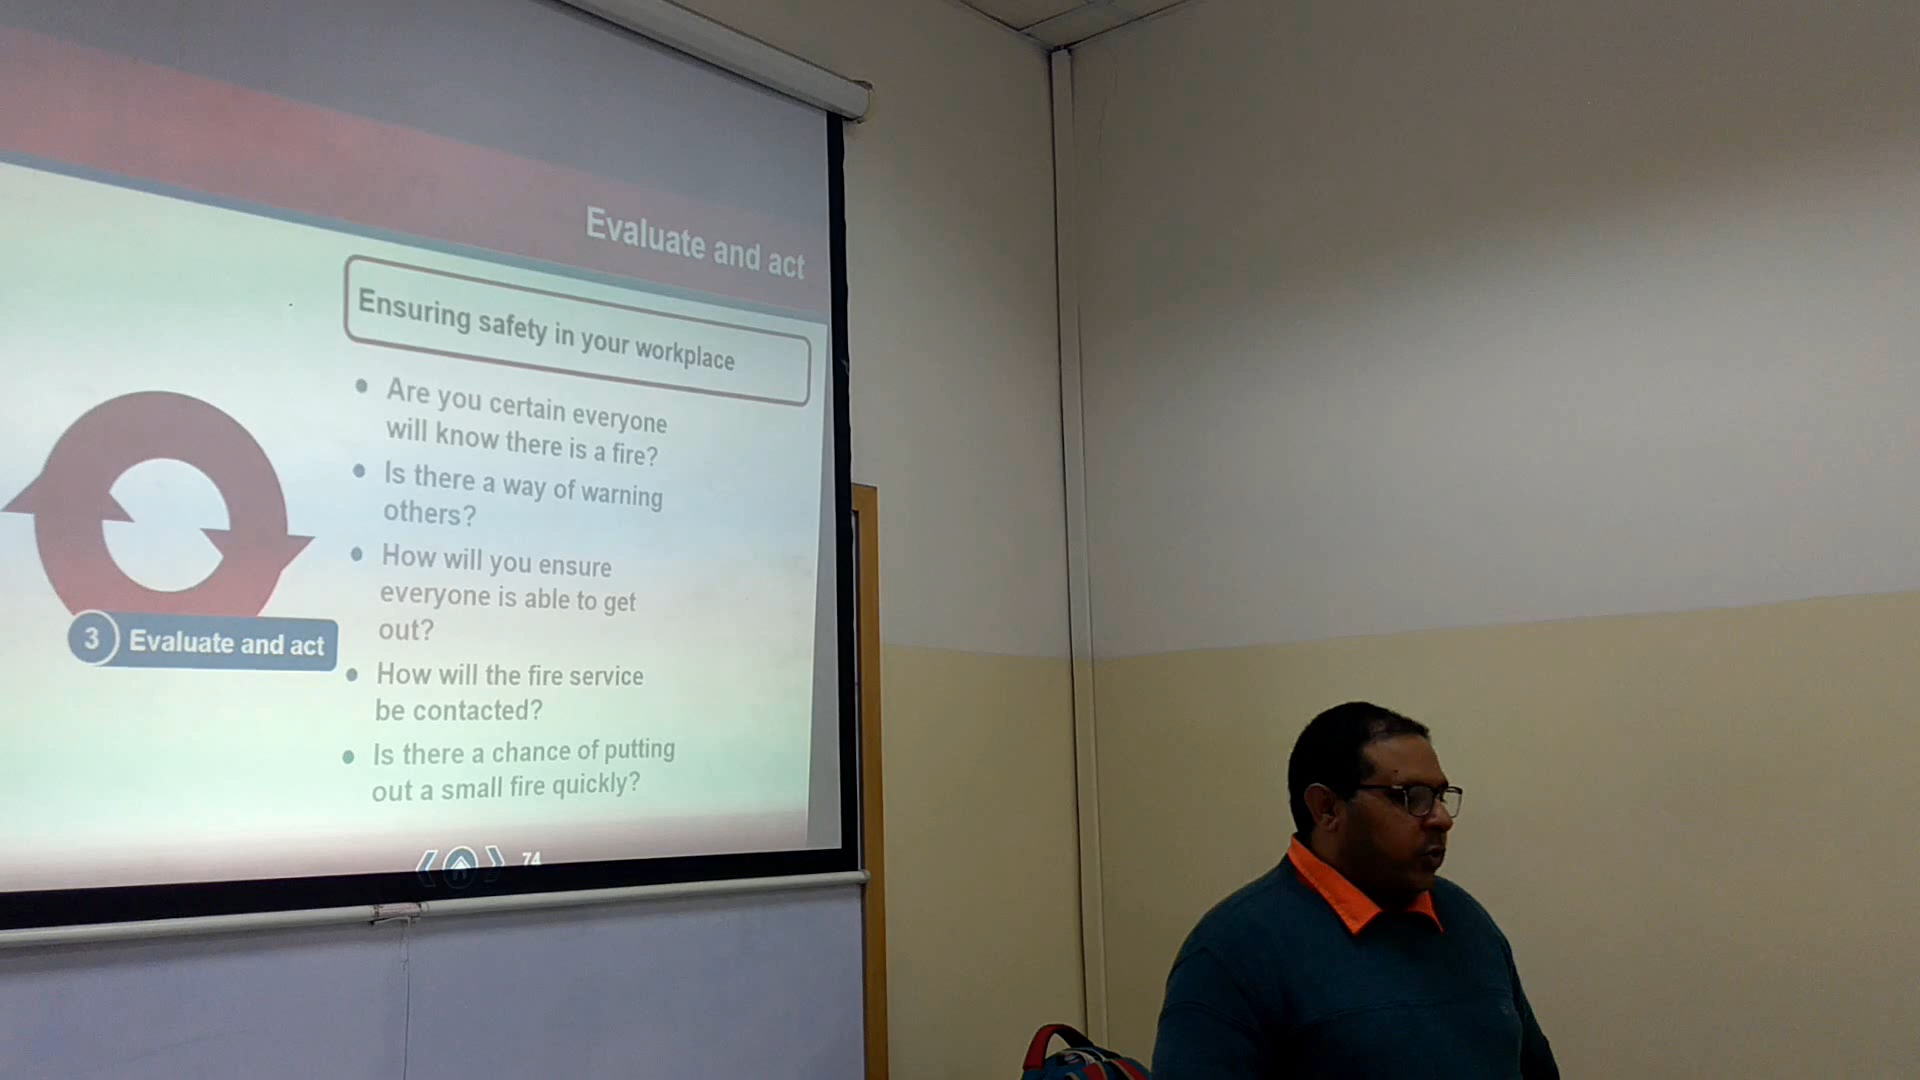 Evaluate and act
Ensuring safety in your workplace
• Are you certain everyone
will know there is a fire?
• Is there a way of warning
others?
• How will you ensure
everyone is able to get
out?
3 Evaluate and act
• How will the fire service
be contacted?
• Is there a chance of putting
out a small fire quickly?
74